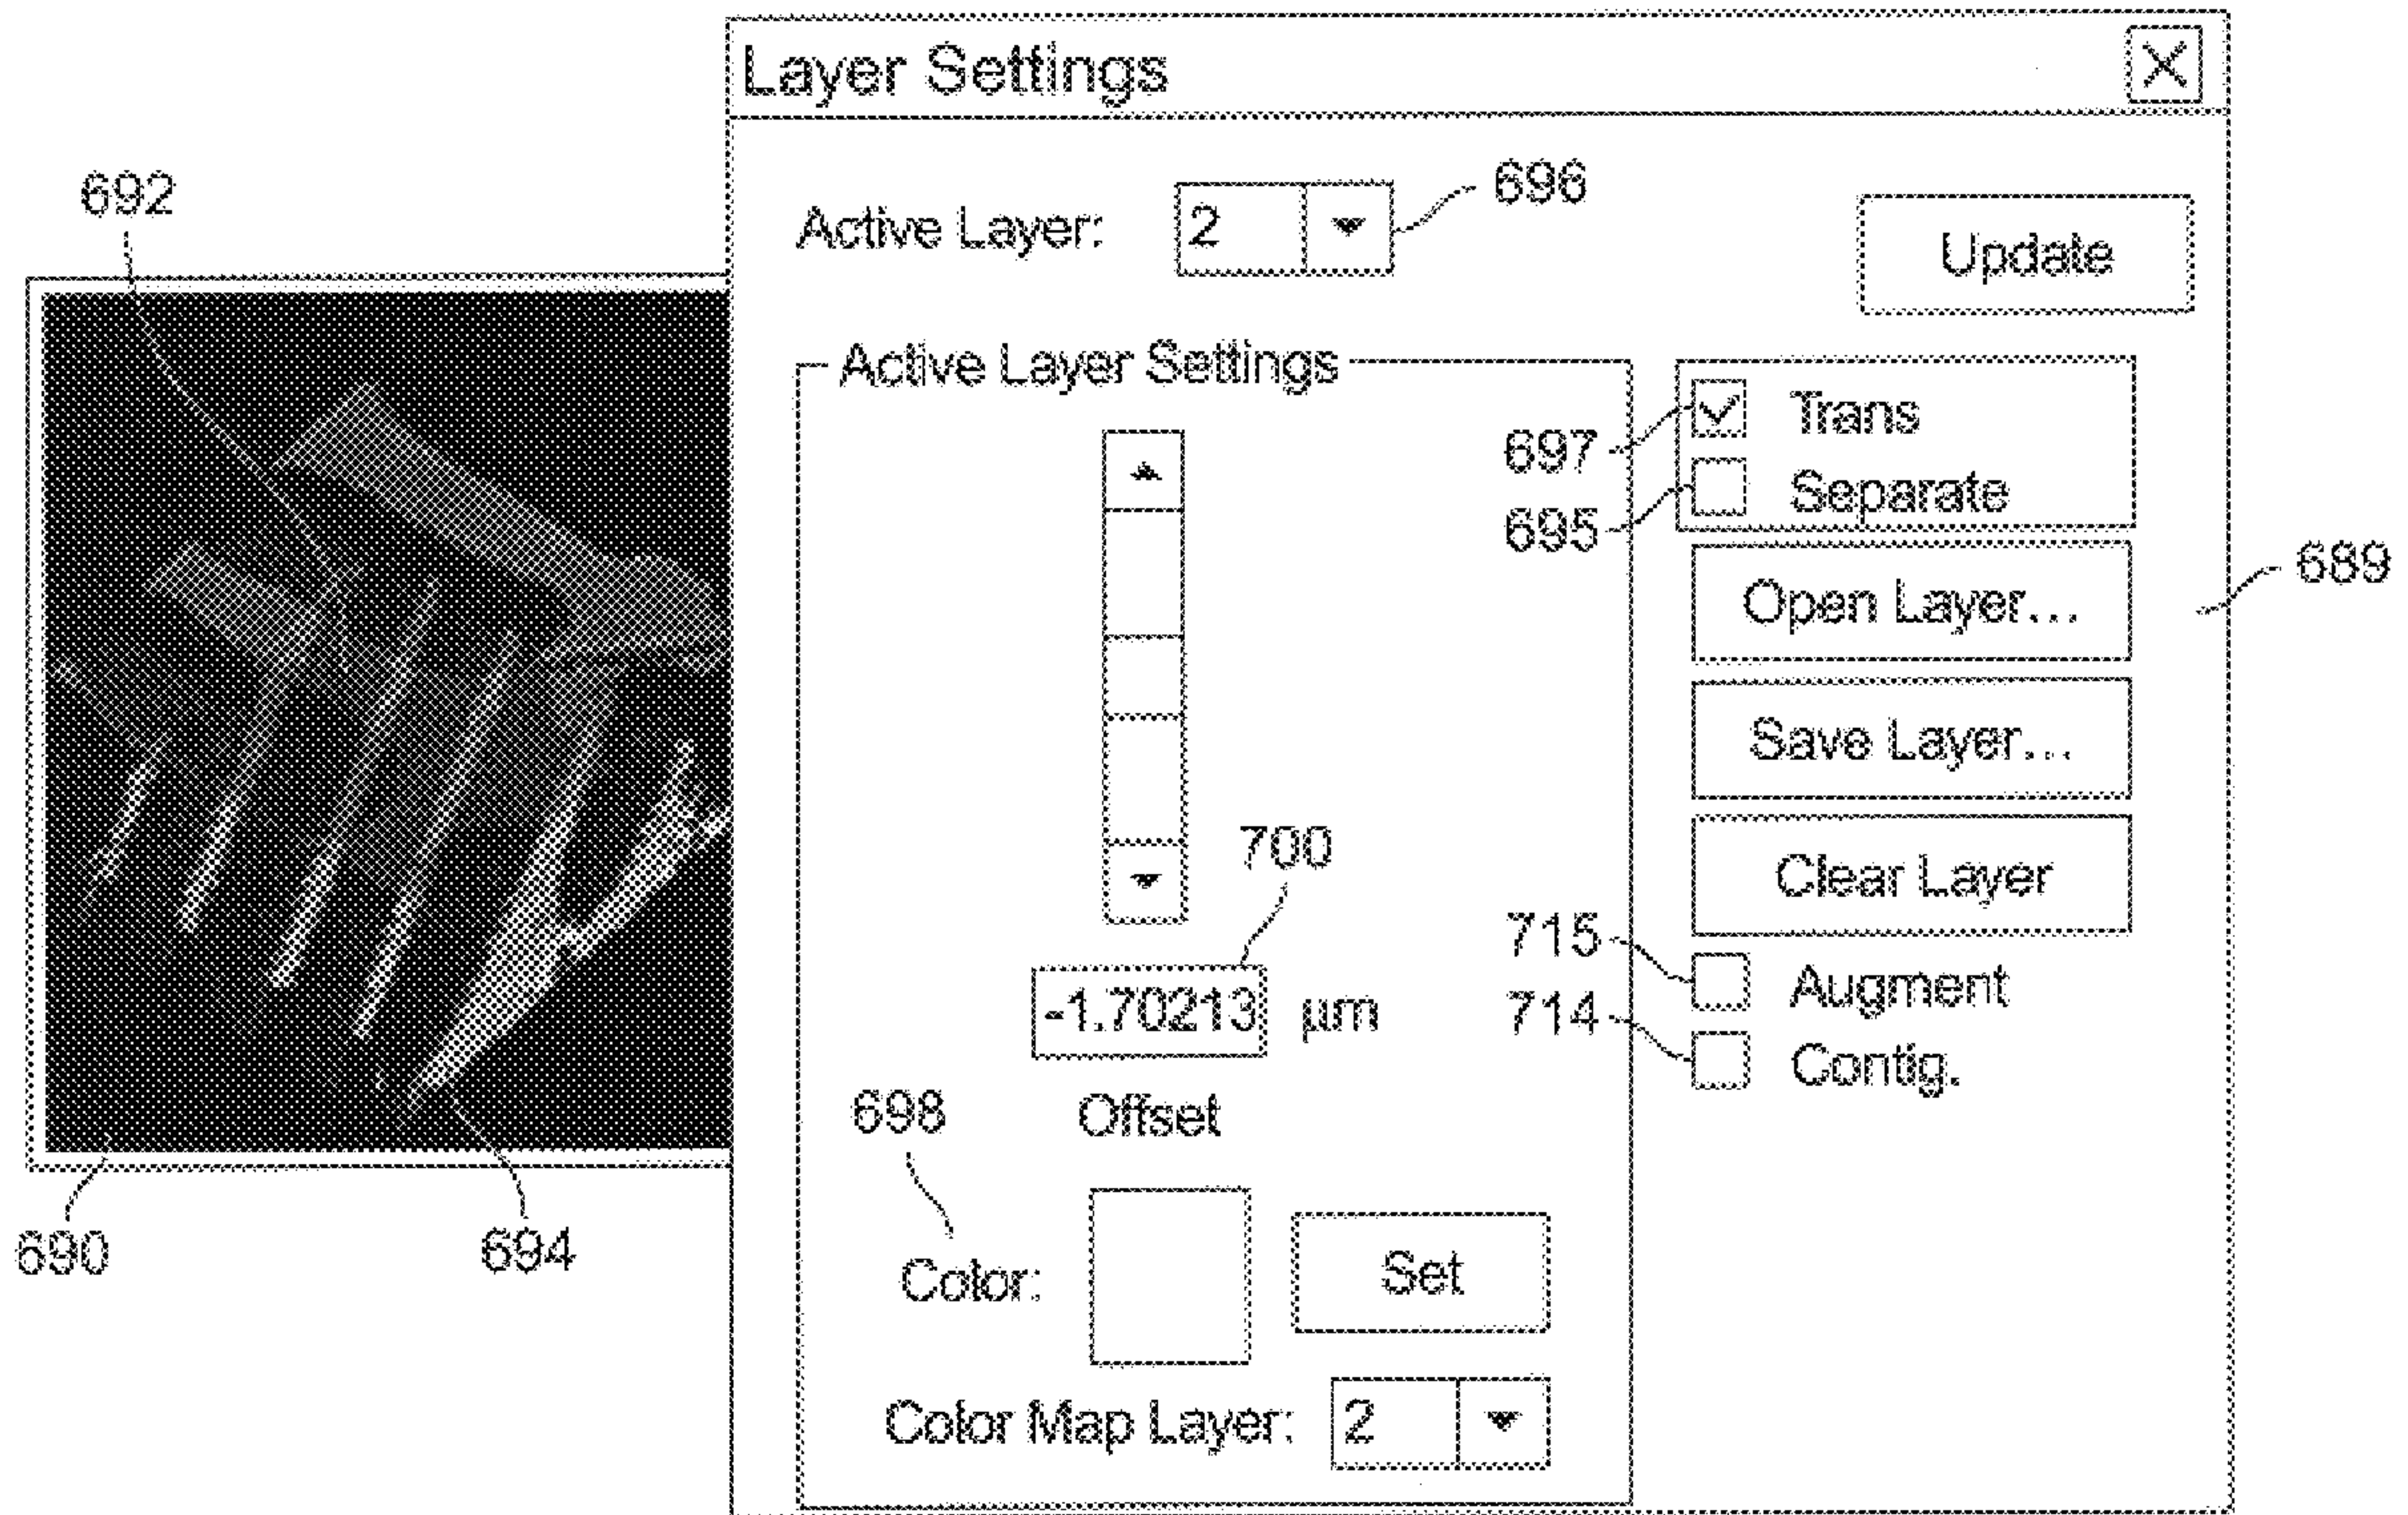 Layer Settings
692
Active Layer: 2
696
Update
Active Layer Settings
697
Trans
695
Separate
689
Open Layer...
Save Layer...
Clear Layer
700
715
Augment
-1.70213 µm
714
Contig.
698
Offset
690
694
Color:
Set
Color Map Layer: 2